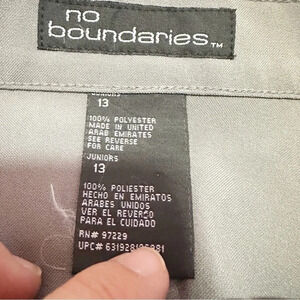 no
boundaries™
JUNIORS
13
100% POLYESTER
MADE IN UNITED
ARAB EMIRATES
SEE REVERSE
FOR CARE
JUNIORS
13
100% POLIESTER
HECHO EN EMIRATOS
ARABES UNIDOS
VER EL REVERSO
PARA EL CUIDADO
RN# 97229
UPC#